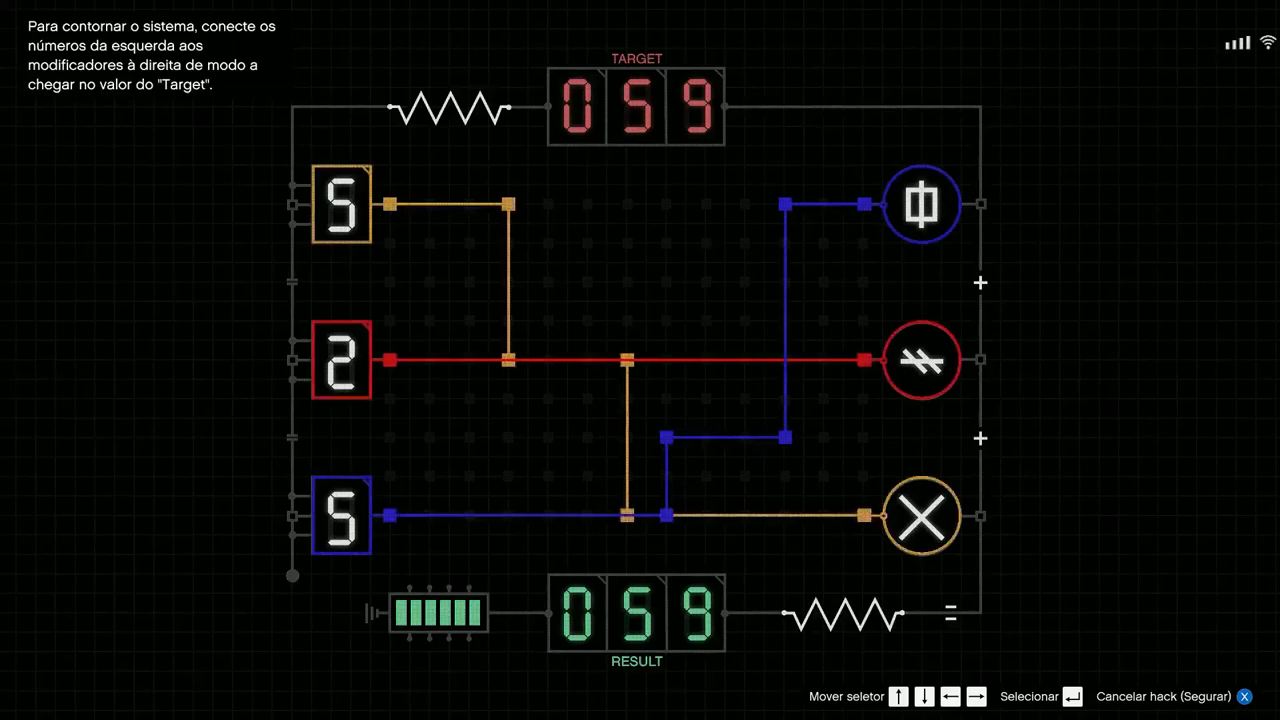 Para contornar o sistema, conecte os
números da esquerda aos
modificadores à direita de modo a
chegar no valor do "Target".
TARGET
059
5
2
+
5
+
=
059
RESULT
Mover seletor ↑ ↓ ← → Selecionar ↵ Cancelar hack (Segurar) X